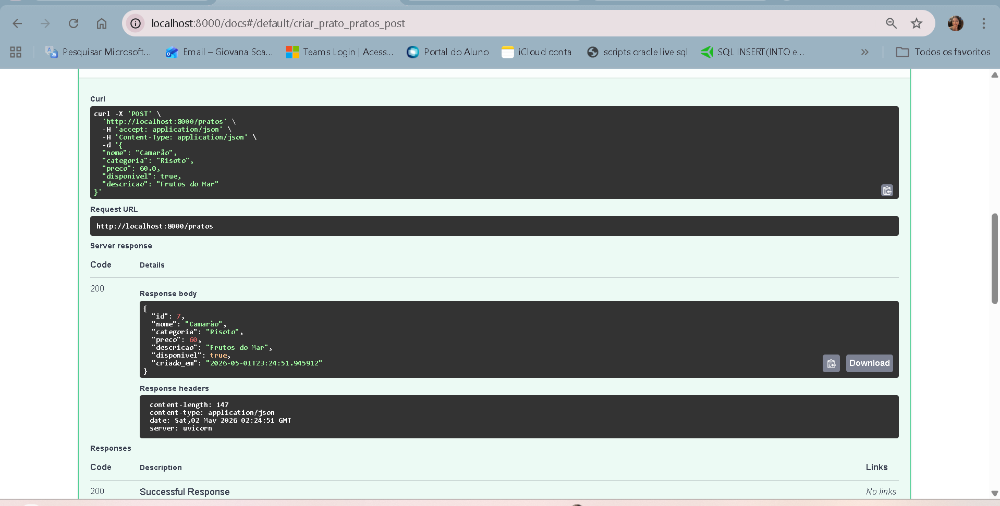 localhost:8000/docs#/default/criar_prato_pratos_post
Pesquisar Microsoft...
Email – Giovana Soa...
Teams Login | Acess...
Portal do Aluno
iCloud conta
scripts oracle live sql
SQL INSERT(INTO e...
»
Todos os favoritos
Curl
curl -X 'POST' \
'http://localhost:8000/pratos' \
-H 'accept: application/json' \
-H 'Content-Type: application/json' \
-d '{
"nome": "Camarão",
"categoria": "Risoto",
"preco": 60.0,
"disponivel": true,
"descricao": "Frutos do Mar"
}'
Request URL
http://localhost:8000/pratos
Server response
Code Details
200
Response body
{
"id": 7,
"nome": "Camarão",
"categoria": "Risoto",
"preco": 60,
"descricao": "Frutos do Mar",
"disponivel": true,
"criado_em": "2026-05-01T23:24:51.945912"
}
Download
Response headers
content-length: 147
content-type: application/json
date: Sat,02 May 2026 02:24:51 GMT
server: uvicorn
Responses
Code Description Links
200 Successful Response No links